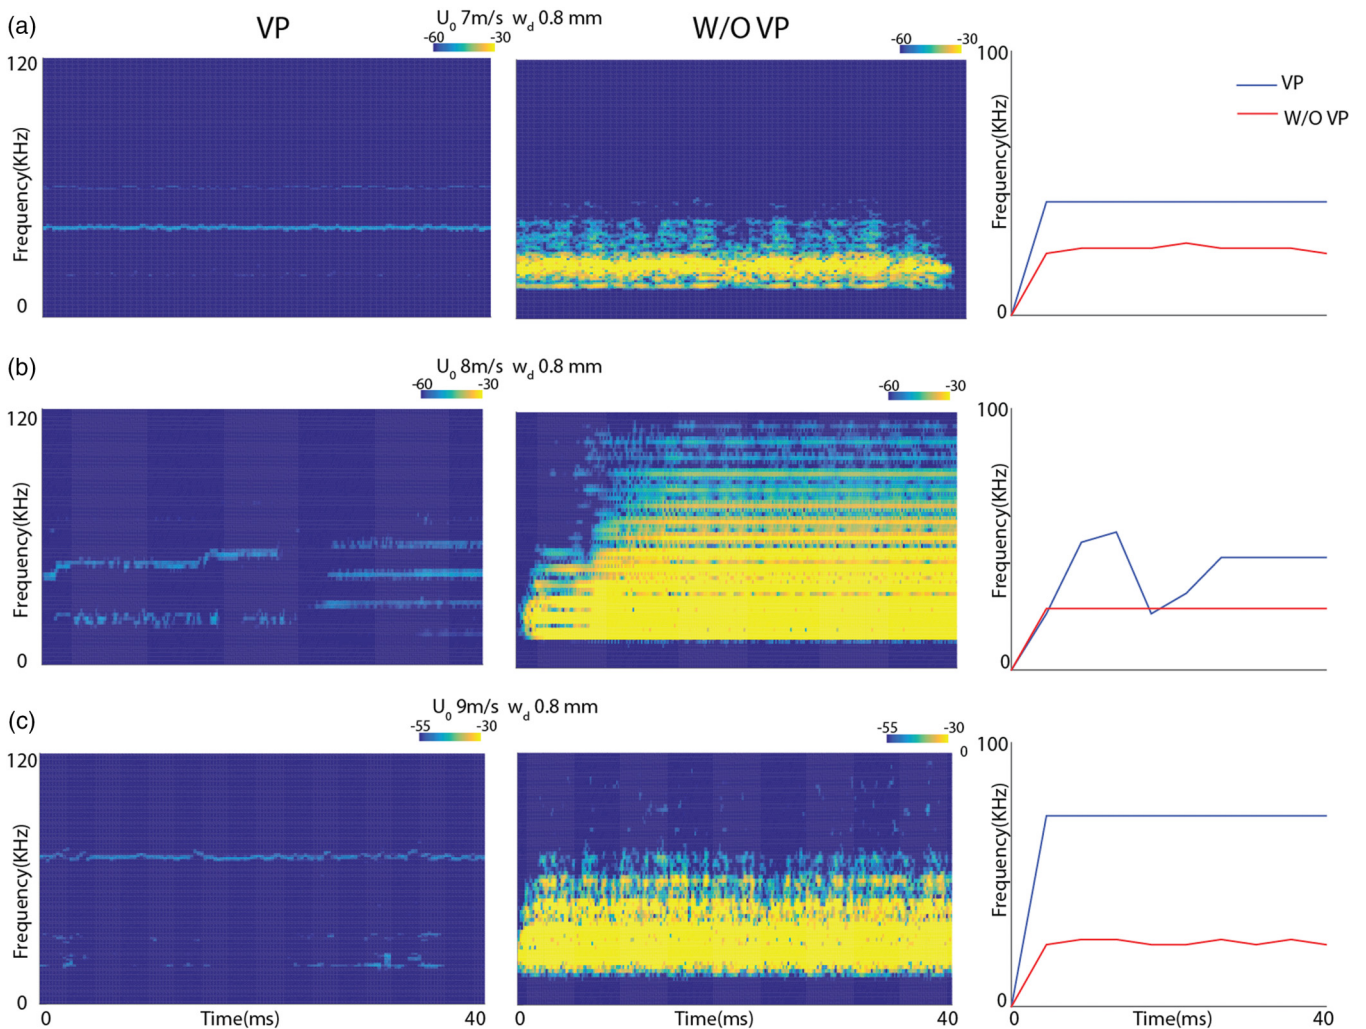 (a)
VP
U0 7m/s wd 0.8 mm
W/O VP
-60 -30
-60 -30
120
Frequency(KHz)
0
100
Frequency(KHz)
0
VP
W/O VP
(b)
U0 8m/s wd 0.8 mm
-60 -30
-60 -30
120
Frequency(KHz)
0
100
Frequency(KHz)
0
(c)
U0 9m/s wd 0.8 mm
-55 -30
-55 -30
0
120
Frequency(KHz)
0
100
Frequency(KHz)
0
0 Time(ms) 40
Time(ms) 40
0 Time(ms) 40